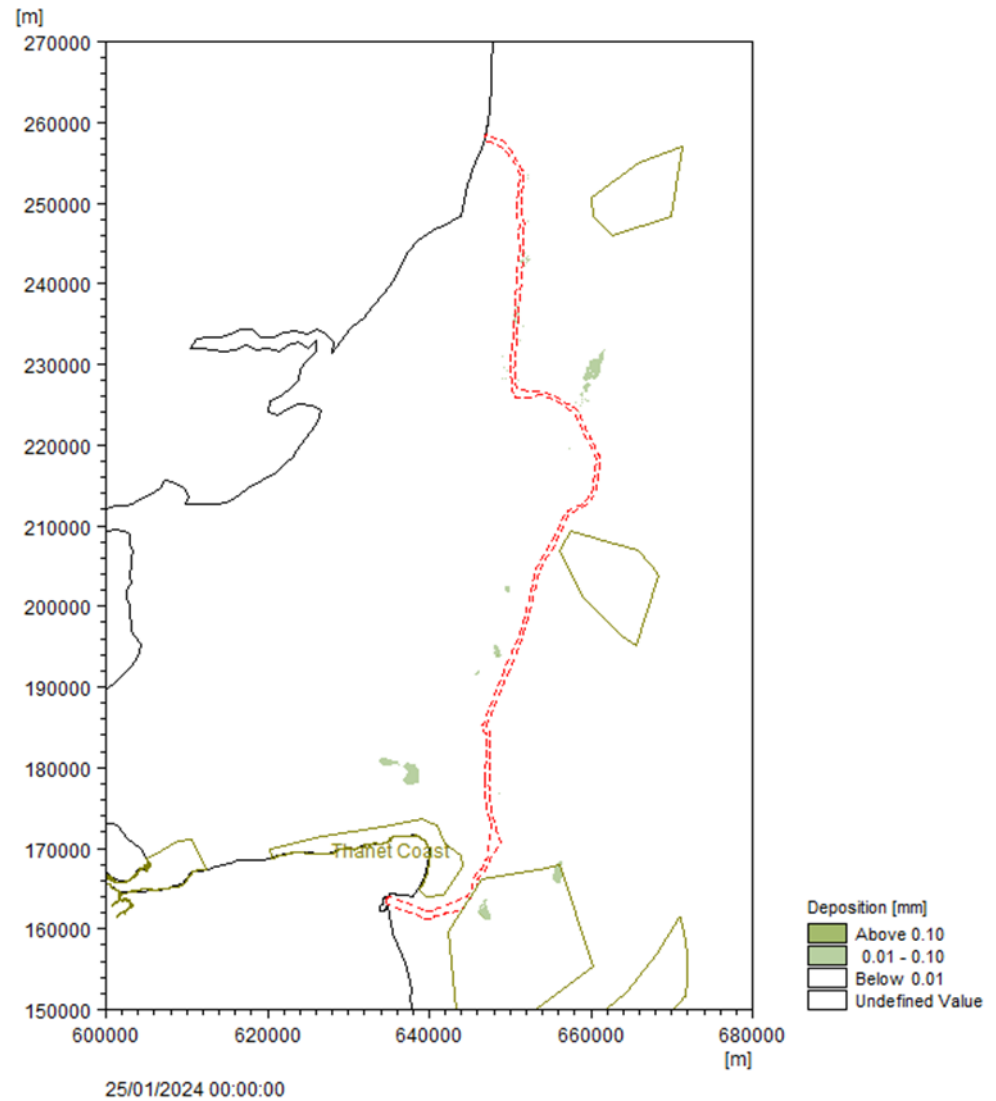 [m]
270000
260000
250000
240000
230000
220000
210000
200000
190000
180000
170000
160000
150000
Thanet Coast
600000 620000 640000 660000 680000
[m]
25/01/2024 00:00:00
Deposition [mm]
Above 0.10
0.01 - 0.10
Below 0.01
Undefined Value